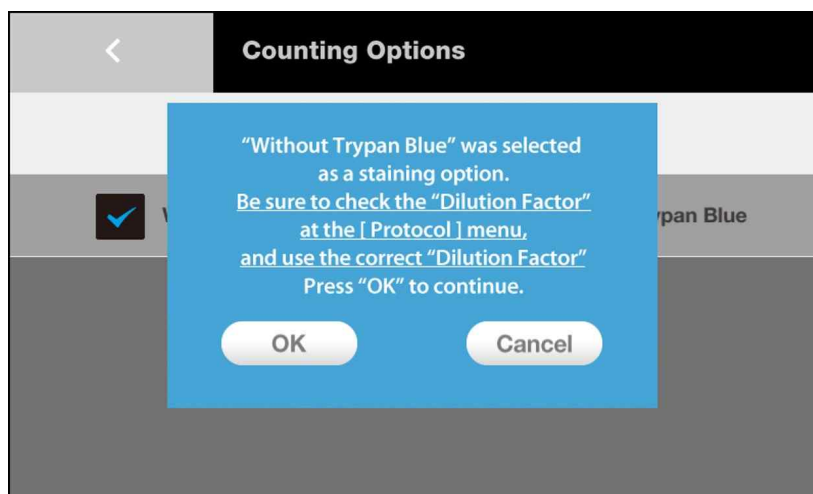 Counting Options
“Without Trypan Blue” was selected
as a staining option.
Be sure to check the “Dilution Factor”
at the [ Protocol ] menu,
and use the correct “Dilution Factor”
Press “OK” to continue.
OK
Cancel
Blue